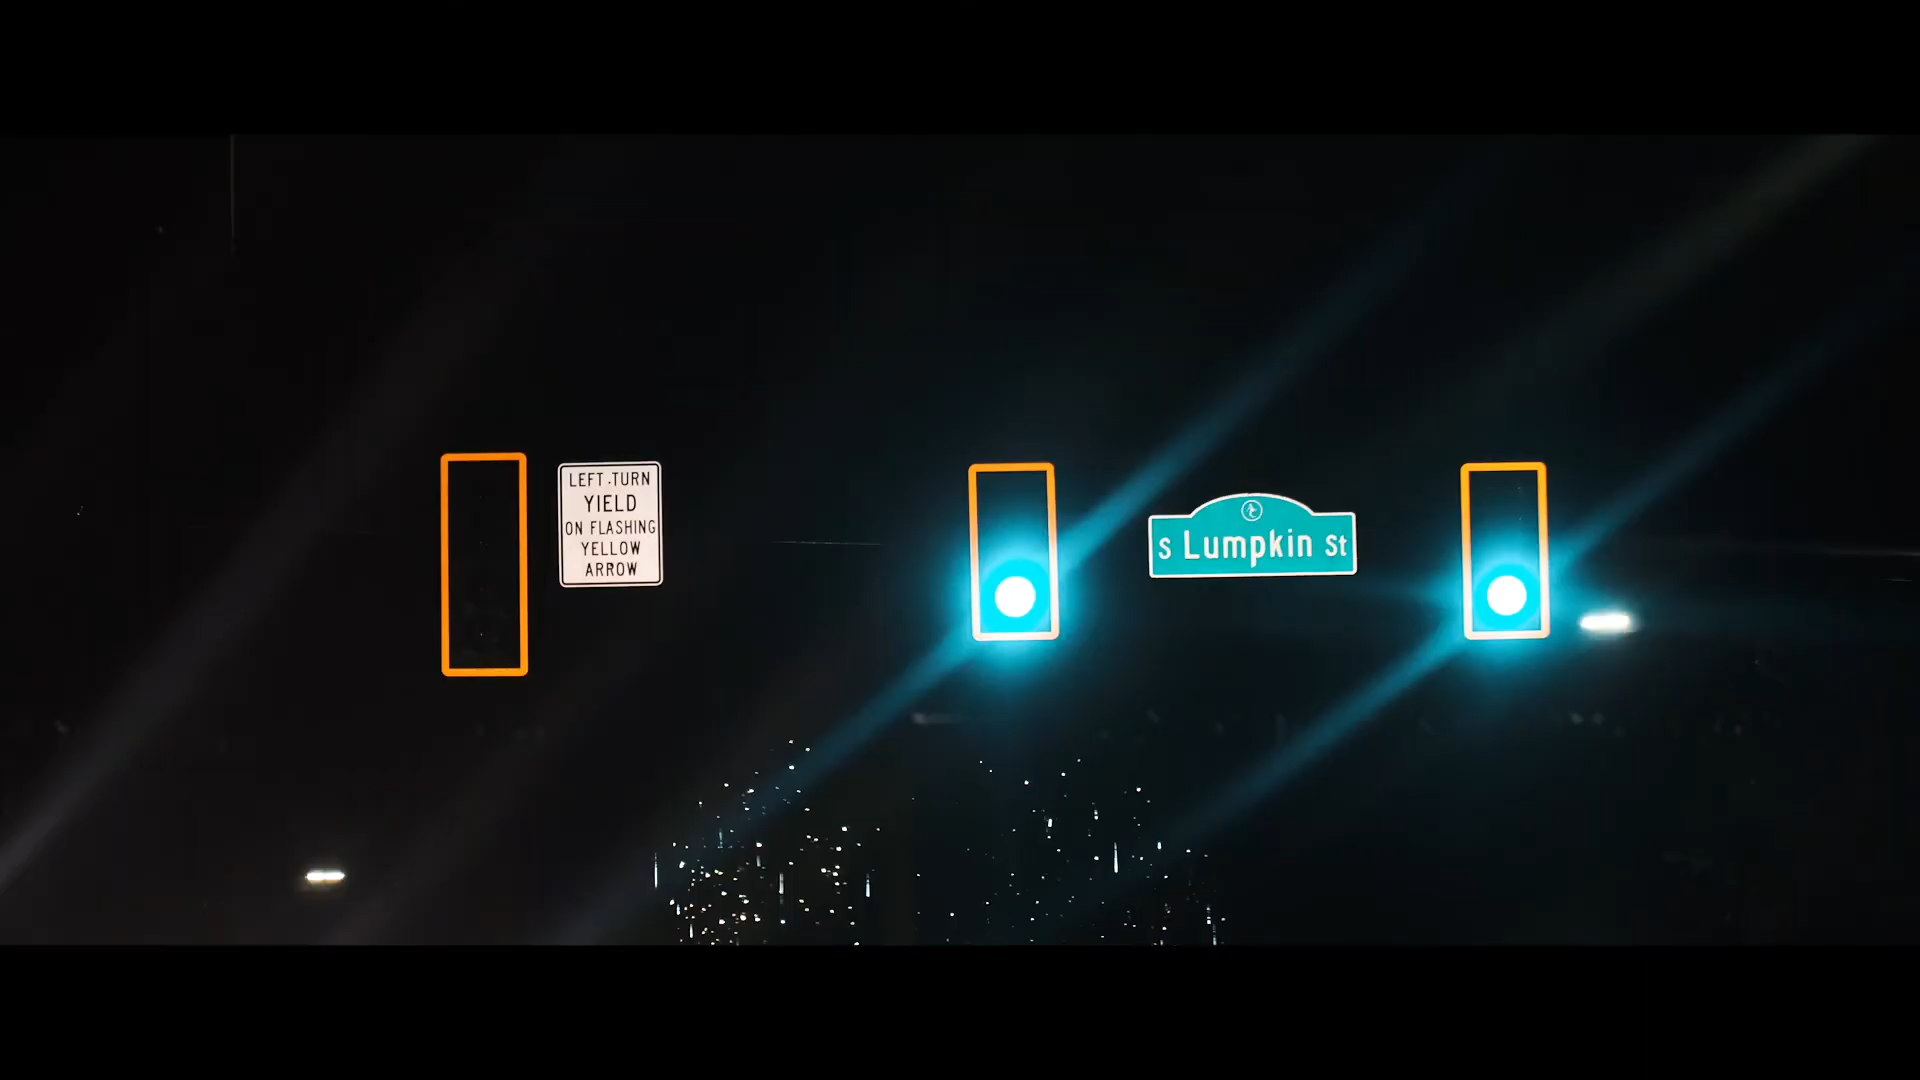 LEFT TURN
YIELD
ON FLASHING
YELLOW
ARROW
S Lumpkin St